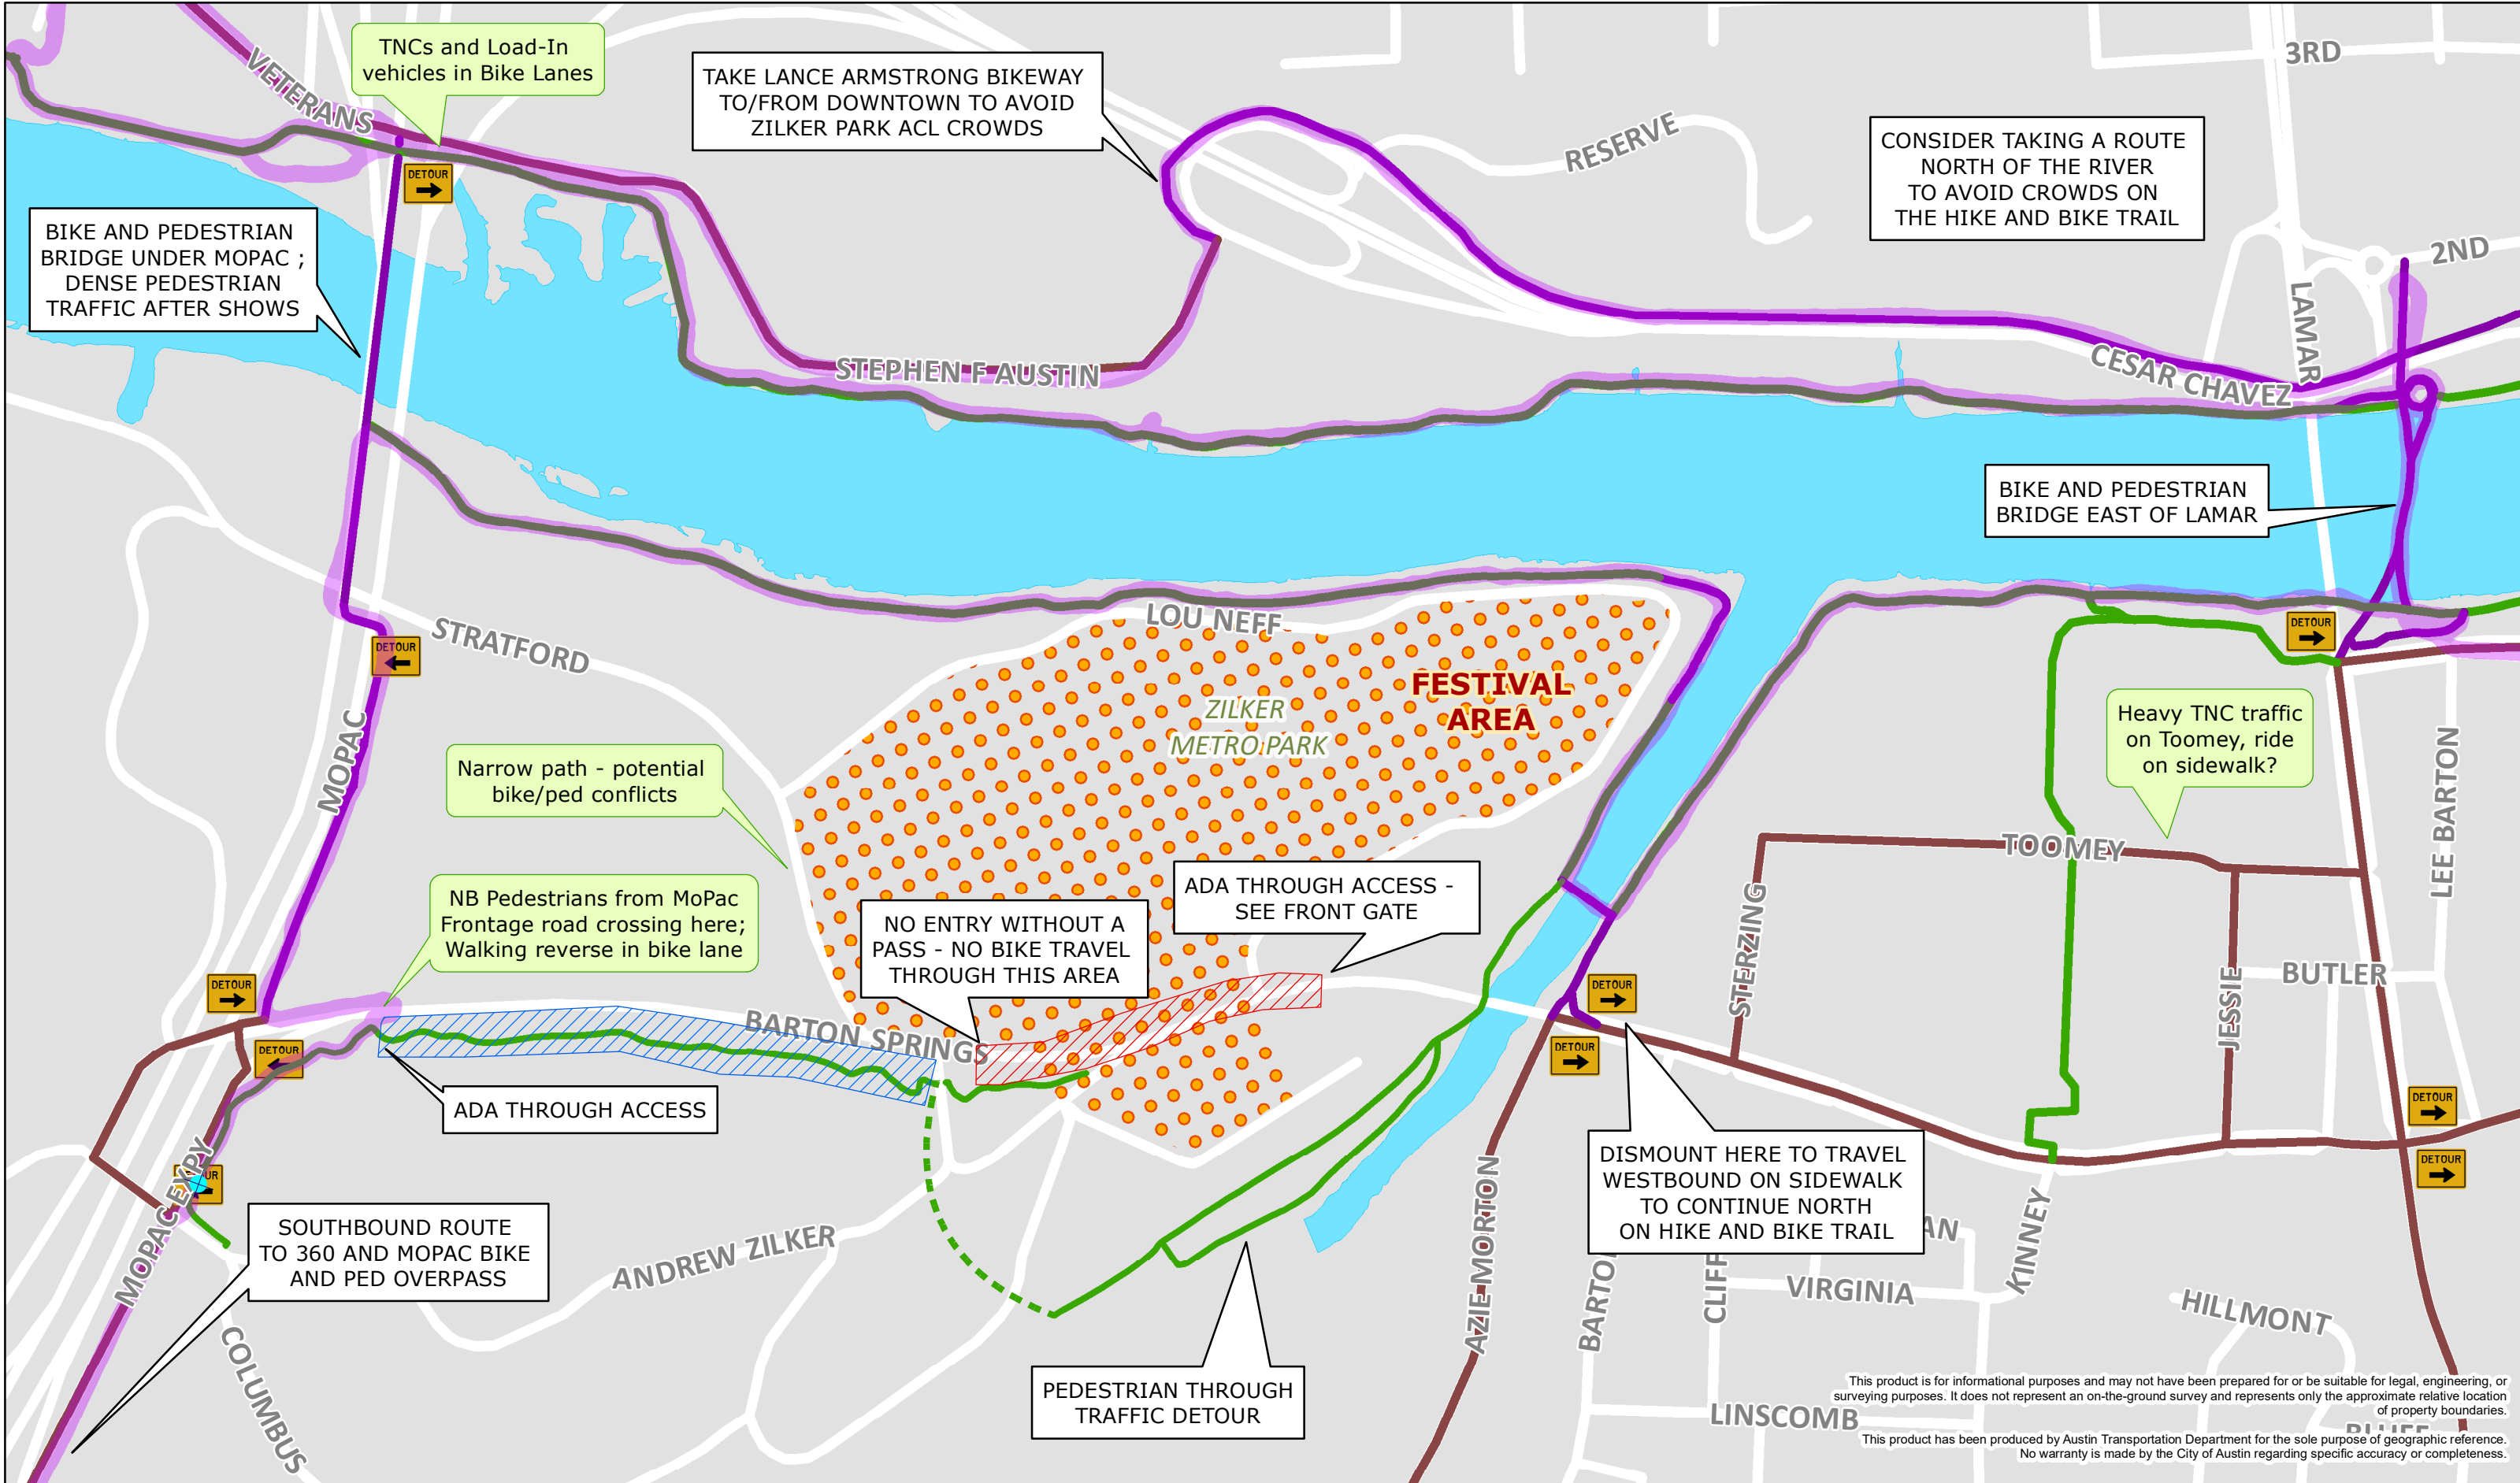 VETERANS
TNCs and Load-In
vehicles in Bike Lanes
TAKE LANCE ARMSTRONG BIKEWAY
TO/FROM DOWNTOWN TO AVOID
ZILKER PARK ACL CROWDS
3RD
RESERVE
CONSIDER TAKING A ROUTE
NORTH OF THE RIVER
TO AVOID CROWDS ON
THE HIKE AND BIKE TRAIL
DETOUR
BIKE AND PEDESTRIAN
BRIDGE UNDER MOPAC ;
DENSE PEDESTRIAN
TRAFFIC AFTER SHOWS
2ND
LAMAR
STEPHEN F AUSTIN
CESAR CHAVEZ
BIKE AND PEDESTRIAN
BRIDGE EAST OF LAMAR
LOU NEFF
STRATFORD
DETOUR
DETOUR
FESTIVAL
AREA
ZILKER
METRO PARK
MOPAC
Narrow path - potential
bike/ped conflicts
Heavy TNC traffic
on Toomey, ride
on sidewalk?
LEE BARTON
TOOMEY
NB Pedestrians from MoPac
Frontage road crossing here;
Walking reverse in bike lane
ADA THROUGH ACCESS -
SEE FRONT GATE
NO ENTRY WITHOUT A
PASS - NO BIKE TRAVEL
THROUGH THIS AREA
STERZING
JESSIE
BUTLER
DETOUR
DETOUR
BARTON SPRINGS
DETOUR
DETOUR
ADA THROUGH ACCESS
DETOUR
DETOUR
DISMOUNT HERE TO TRAVEL
WESTBOUND ON SIDEWALK
TO CONTINUE NORTH
ON HIKE AND BIKE TRAIL
MOPAC EXPY
UR
SOUTHBOUND ROUTE
TO 360 AND MOPAC BIKE
AND PED OVERPASS
ANDREW ZILKER
AZIE MORTON
BARTO
CLIFF
AN
VIRGINIA
KINNEY
HILLMONT
COLUMBUS
PEDESTRIAN THROUGH
TRAFFIC DETOUR
LINSCOMB
BLUFF
This product is for informational purposes and may not have been prepared for or be suitable for legal, engineering, or
surveying purposes. It does not represent an on-the-ground survey and represents only the approximate relative location
of property boundaries.
This product has been produced by Austin Transportation Department for the sole purpose of geographic reference.
No warranty is made by the City of Austin regarding specific accuracy or completeness.